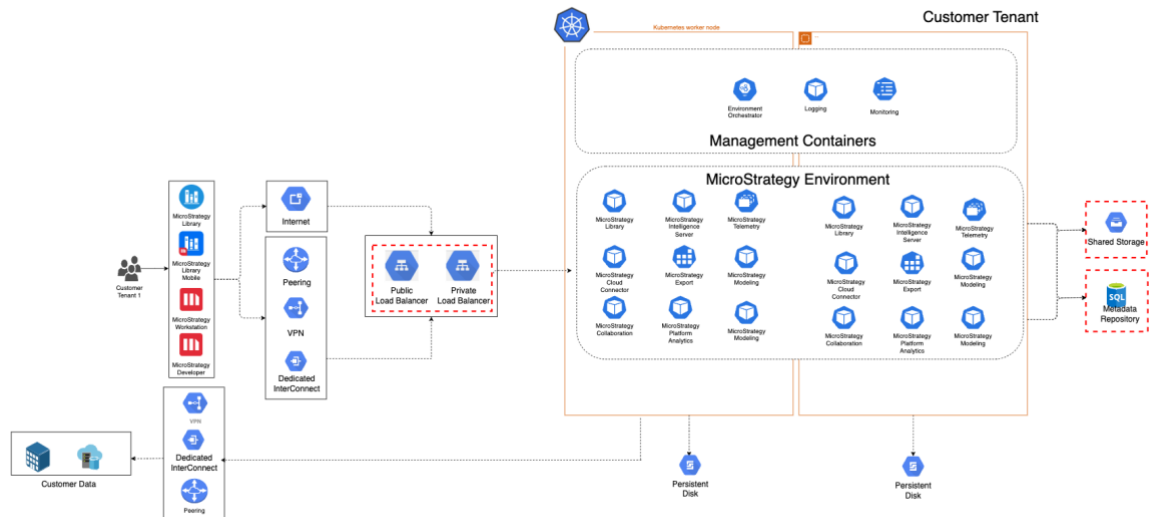 Customer Tenant
Kubernetes worker node
Environment
Orchestrator
Logging
Monitoring
Management Containers
MicroStrategy Environment
MicroStrategy
Library
MicroStrategy
Intelligence
Server
MicroStrategy
Telemetry
MicroStrategy
Library
MicroStrategy
Intelligence
Server
MicroStrategy
Telemetry
MicroStrategy
Cloud
Connector
MicroStrategy
Export
MicroStrategy
Modeling
MicroStrategy
Cloud
Connector
MicroStrategy
Export
MicroStrategy
Modeling
MicroStrategy
Collaboration
MicroStrategy
Platform
Analytics
MicroStrategy
Modeling
MicroStrategy
Collaboration
MicroStrategy
Platform
Analytics
MicroStrategy
Modeling
Shared Storage
SQL
Metadata
Repository
Customer
Tenant 1
MicroStrategy
Library
MicroStrategy
Library
Mobile
MicroStrategy
Workstation
MicroStrategy
Developer
Internet
Peering
VPN
Dedicated
InterConnect
Public
Load Balancer
Private
Load Balancer
VPN
Dedicated
InterConnect
Peering
Customer Data
Persistent
Disk
Persistent
Disk